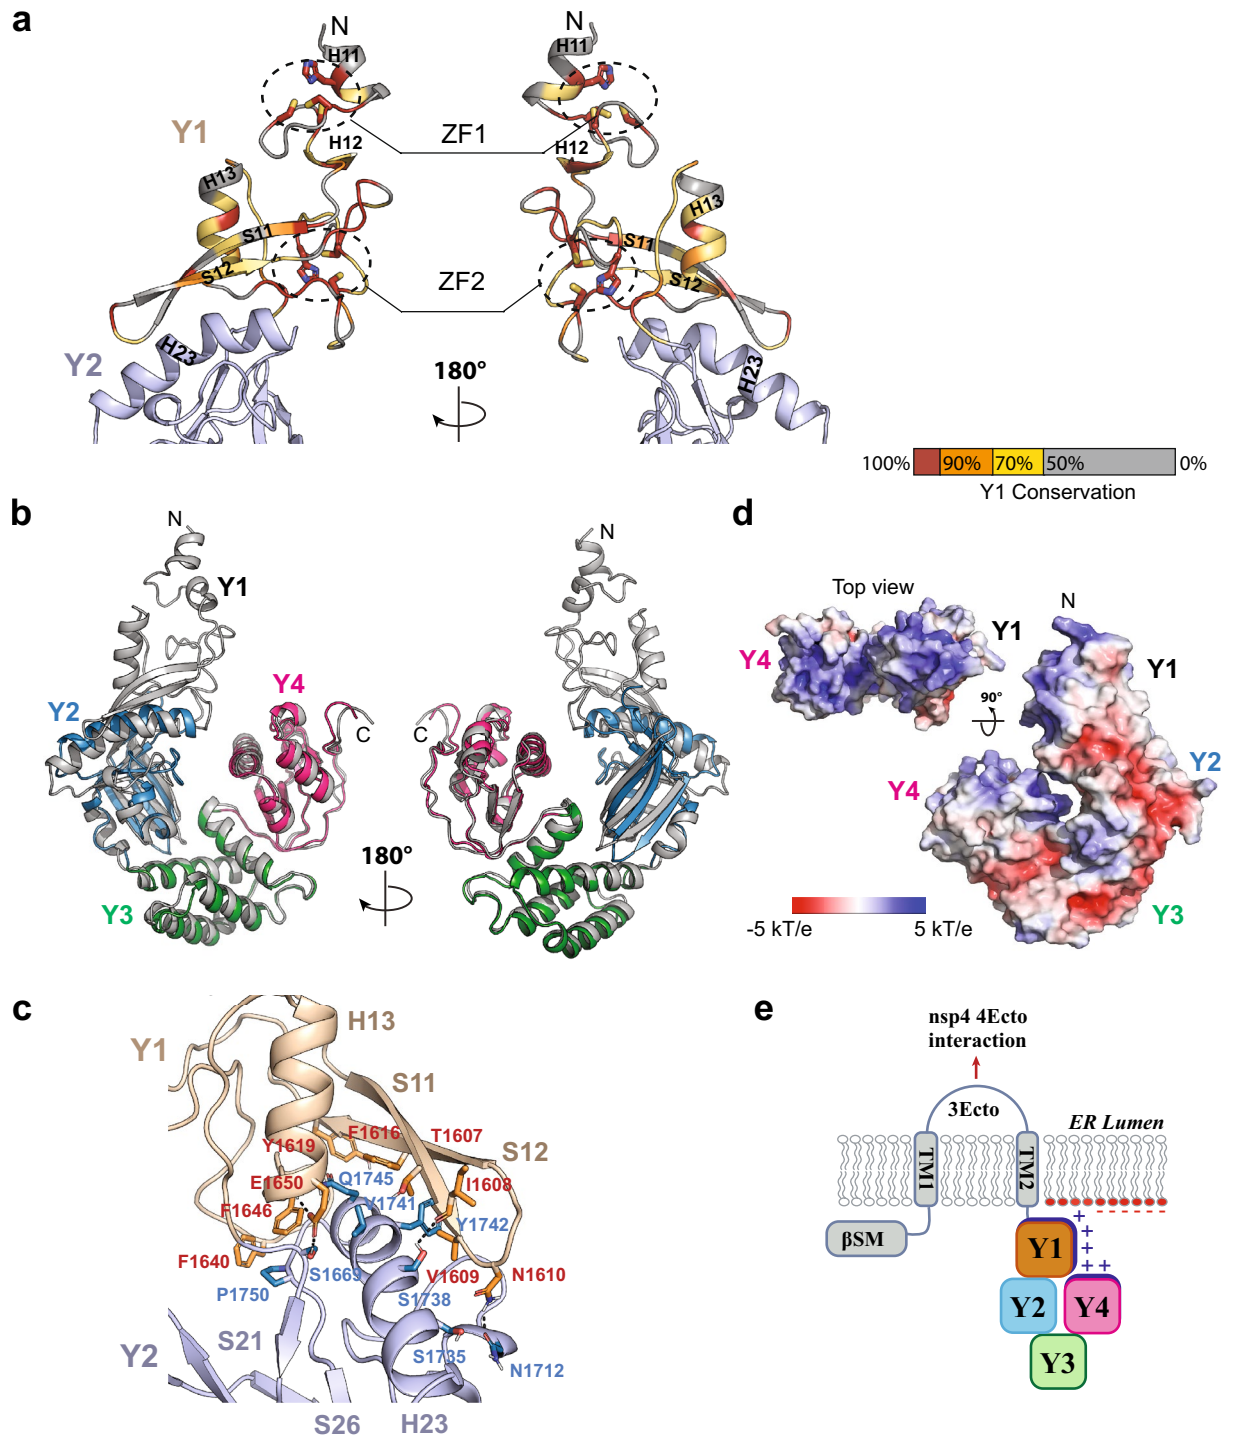 a
N
H11
N
H11
ZF1
Y1
H12
H12
H13
H13
S11
S11
S12
S12
ZF2
Y2
H23
H23
180°
100%
90%
70%
50%
0%
Y1 Conservation
b
N
Y1
Y2
Y4
C
N
C
180°
Y3
d
Top view
Y4
Y1
90°
N
Y1
Y2
Y4
Y3
-5 kT/e
5 kT/e
c
Y1
H13
S11
S12
Y1619
F1616
T1607
E1650
Q1745
I1608
F1646
V1741
Y1742
F1640
S1669
V1609
N1610
P1750
S1738
S21
Y2
S1735
N1712
S26
H23
e
nsp4 4Ecto
interaction
3Ecto
ER Lumen
TM1
TM2
βSM
- - - - - -
+
+
+
+ +
Y1
Y2
Y4
Y3